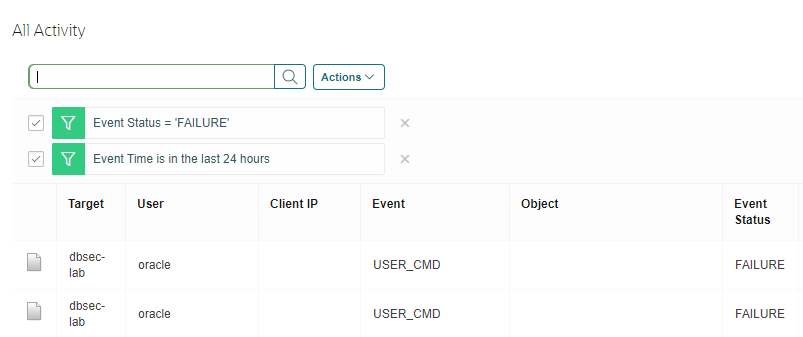 All Activity
Actions
Event Status = 'FAILURE'
Event Time is in the last 24 hours
Target User Client IP Event Object Event
Status
dbsec-
lab oracle USER_CMD FAILURE
dbsec-
lab oracle USER_CMD FAILURE